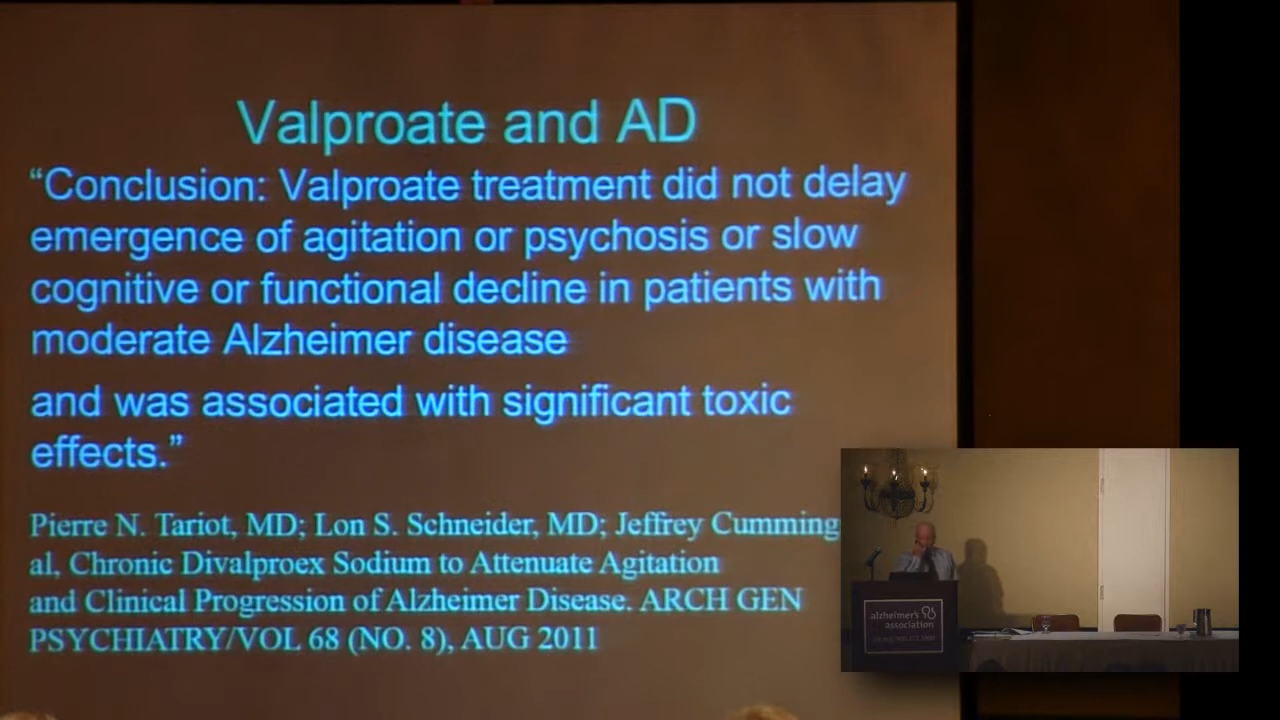 Valproate and AD
“Conclusion: Valproate treatment did not delay
emergence of agitation or psychosis or slow
cognitive or functional decline in patients with
moderate Alzheimer disease
and was associated with significant toxic
effects.”
Pierre N. Tariot, MD; Lon S. Schneider, MD; Jeffrey Cumming
al, Chronic Divalproex Sodium to Attenuate Agitation
and Clinical Progression of Alzheimer Disease. ARCH GEN
PSYCHIATRY/VOL 68 (NO. 8), AUG 2011
alzheimer's
association